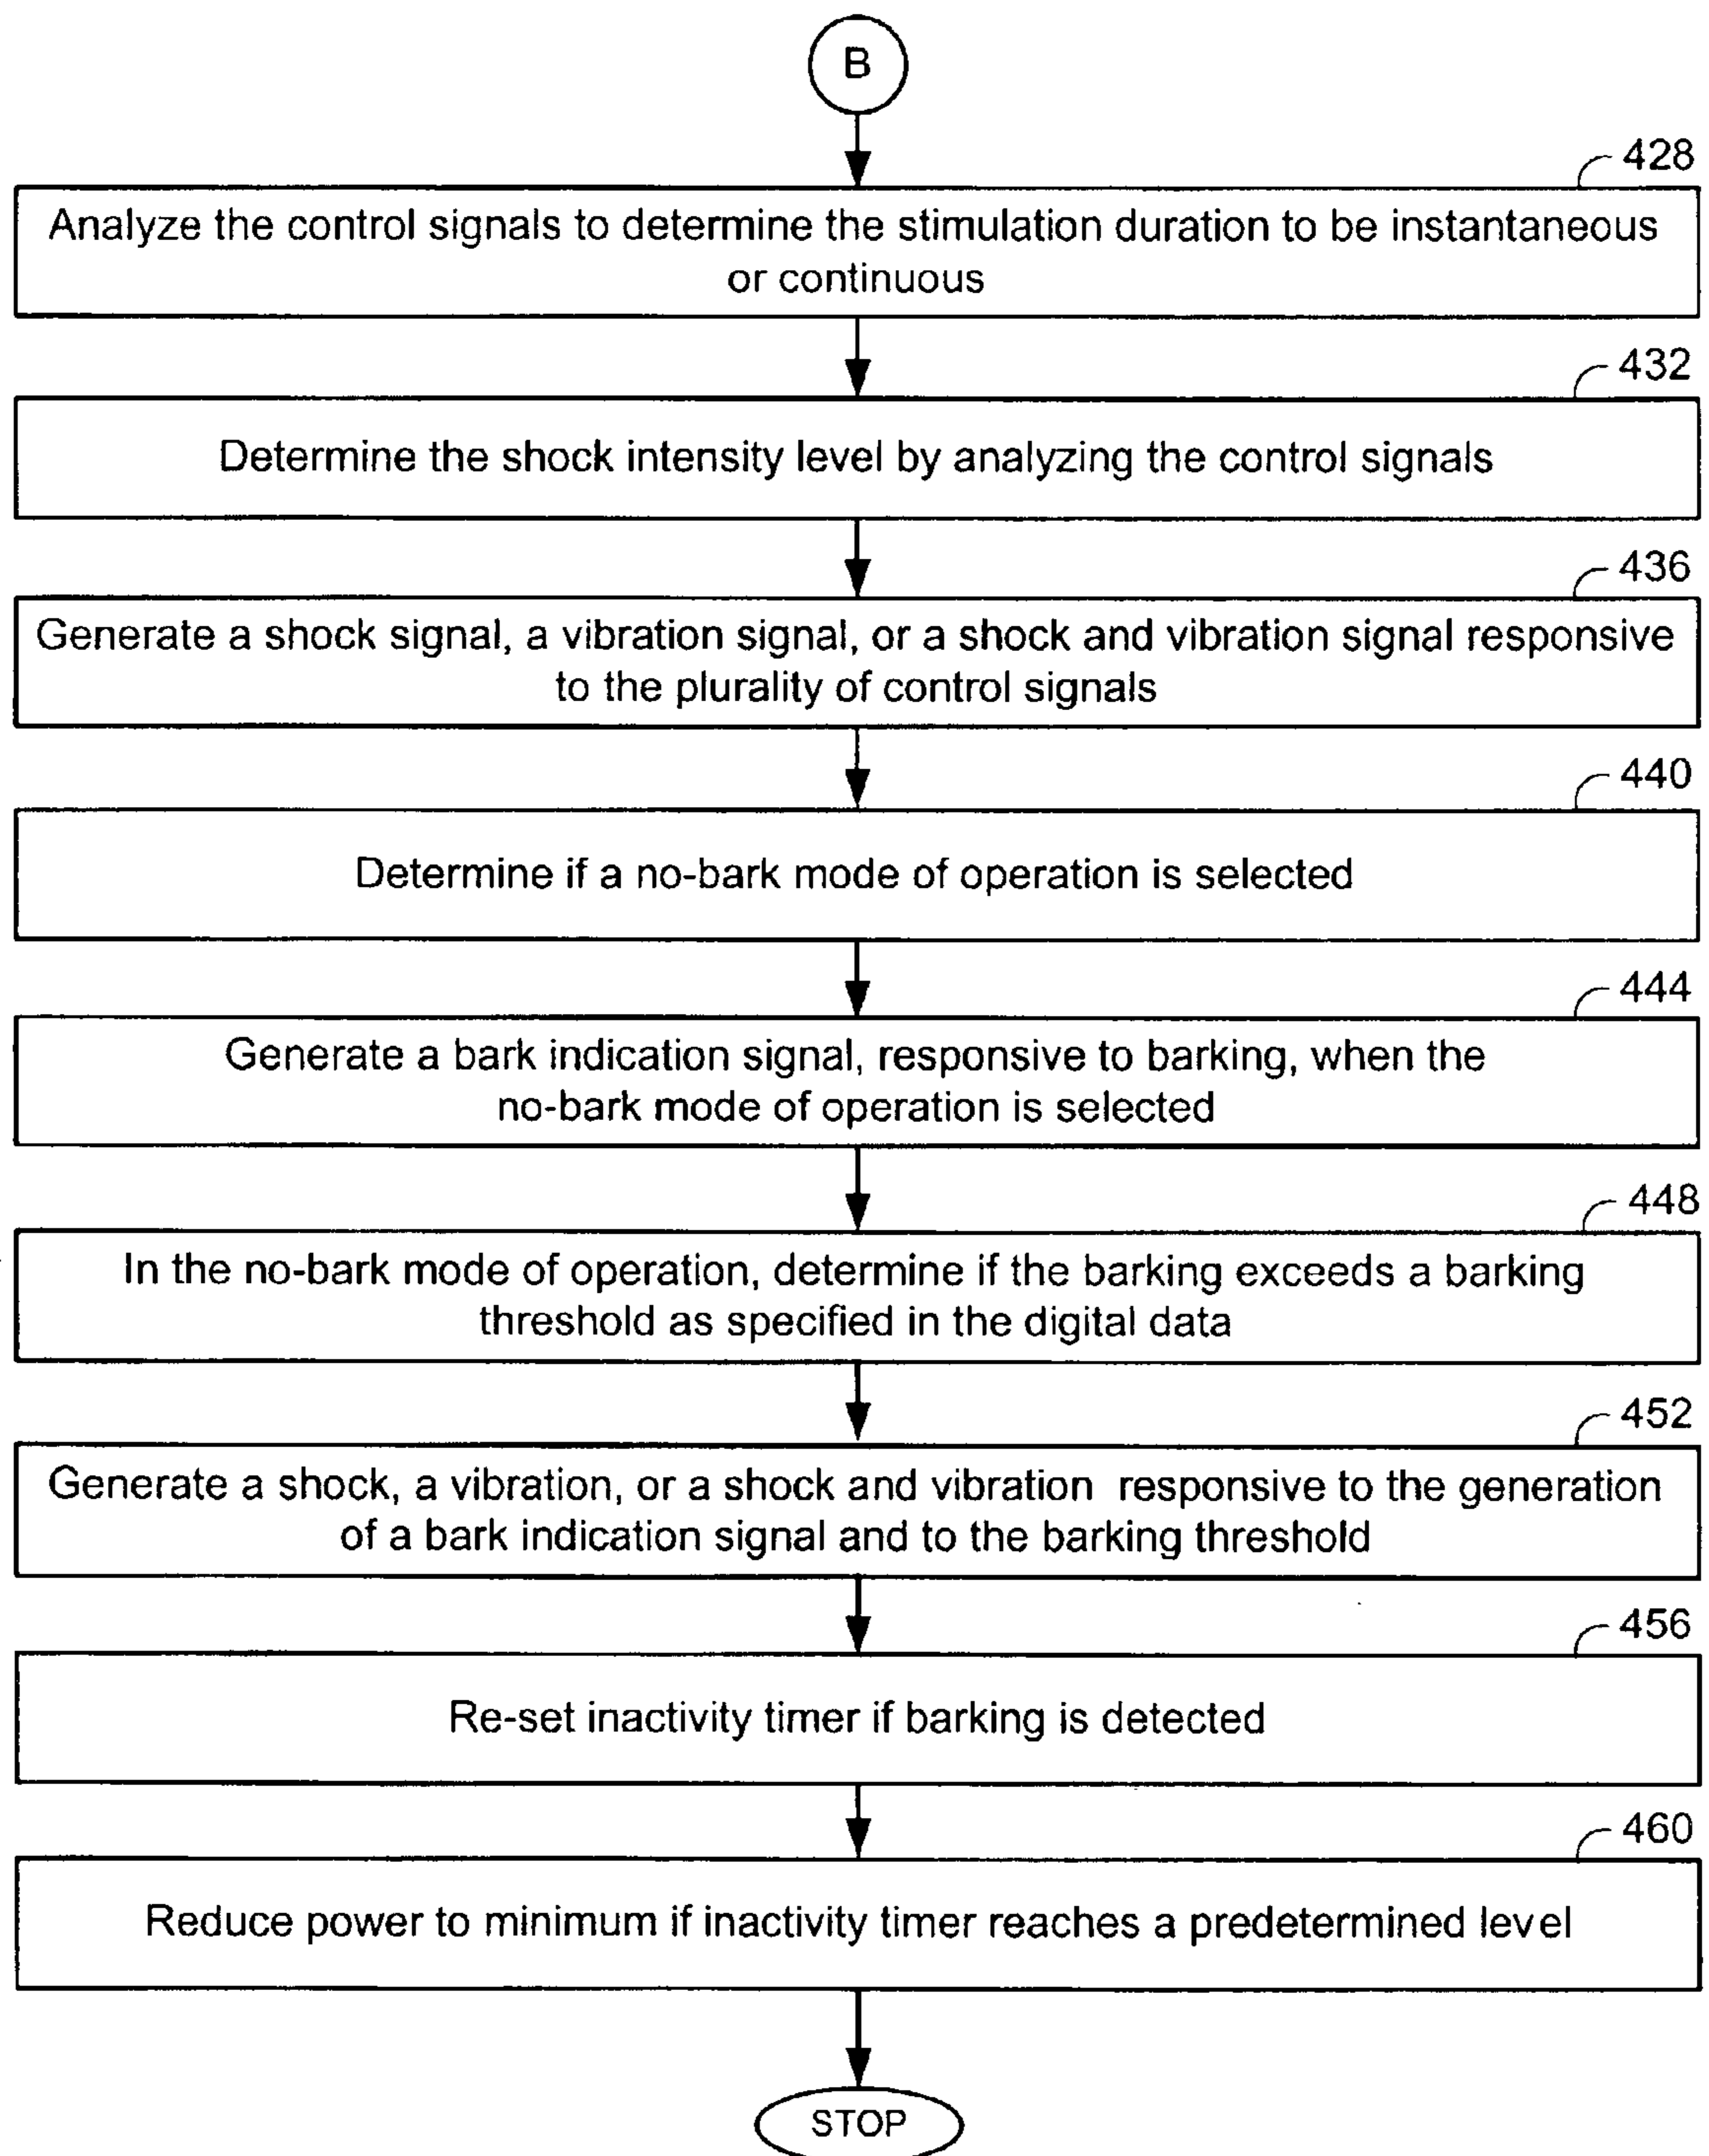 B
428
Analyze the control signals to determine the stimulation duration to be instantaneous
or continuous
432
Determine the shock intensity level by analyzing the control signals
436
Generate a shock signal, a vibration signal, or a shock and vibration signal responsive
to the plurality of control signals
440
Determine if a no-bark mode of operation is selected
444
Generate a bark indication signal, responsive to barking, when the
no-bark mode of operation is selected
448
In the no-bark mode of operation, determine if the barking exceeds a barking
threshold as specified in the digital data
452
Generate a shock, a vibration, or a shock and vibration responsive to the generation
of a bark indication signal and to the barking threshold
456
Re-set inactivity timer if barking is detected
460
Reduce power to minimum if inactivity timer reaches a predetermined level
STOP